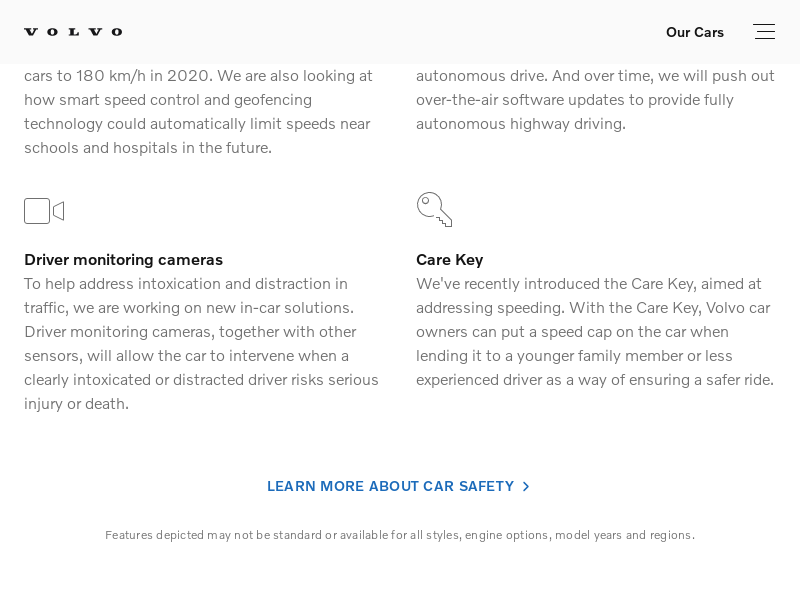 VOLVO
Our Cars
cars to 180 km/h in 2020. We are also looking at
how smart speed control and geofencing
technology could automatically limit speeds near
schools and hospitals in the future.
autonomous drive. And over time, we will push out
over-the-air software updates to provide fully
autonomous highway driving.
Driver monitoring cameras
To help address intoxication and distraction in
traffic, we are working on new in-car solutions.
Driver monitoring cameras, together with other
sensors, will allow the car to intervene when a
clearly intoxicated or distracted driver risks serious
injury or death.
Care Key
We've recently introduced the Care Key, aimed at
addressing speeding. With the Care Key, Volvo car
owners can put a speed cap on the car when
lending it to a younger family member or less
experienced driver as a way of ensuring a safer ride.
LEARN MORE ABOUT CAR SAFETY
Features depicted may not be standard or available for all styles, engine options, model years and regions.